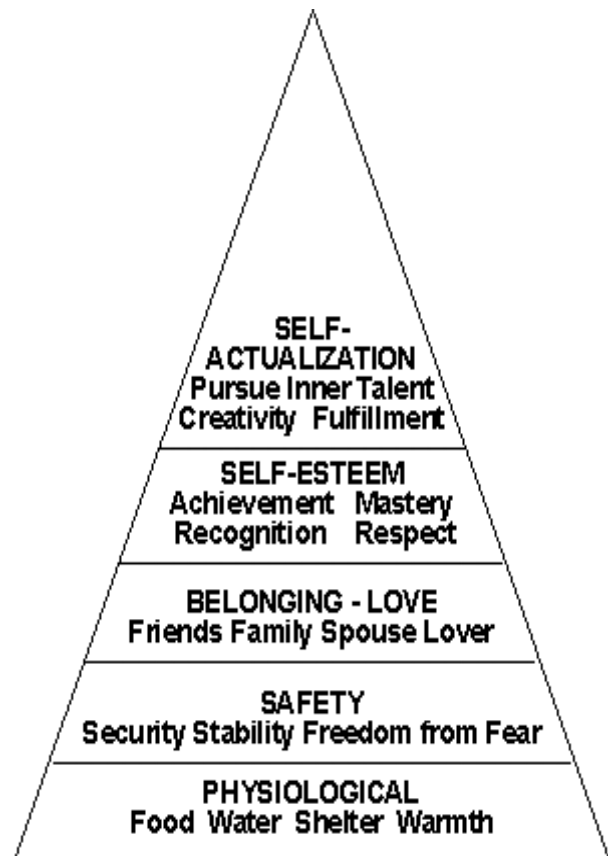 SELF-
ACTUALIZATION
Pursue Inner Talent
Creativity Fulfillment
SELF-ESTEEM
Achievement Mastery
Recognition Respect
BELONGING - LOVE
Friends Family Spouse Lover
SAFETY
Security Stability Freedom from Fear
PHYSIOLOGICAL
Food Water Shelter Warmth